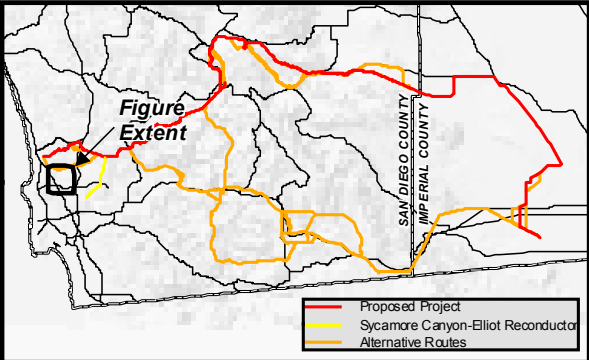 Figure
Extent
SAN DIEGO COUNTY
IMPERIAL COUNTY
Proposed Project
Sycamore Canyon-Elliot Reconductor
Alternative Routes